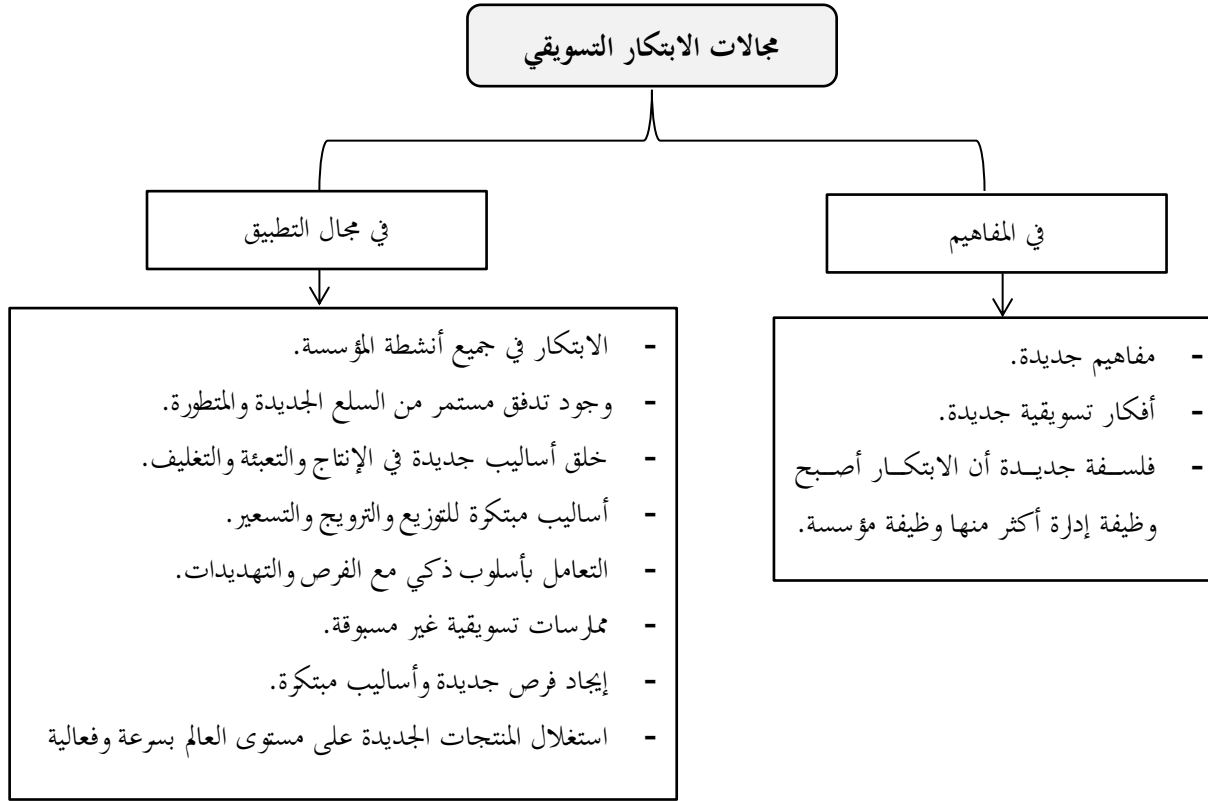 مجالات الابتكار التسويقي
في المفاهيم
- مفاهيم جديدة.
- أفكار تسويقية جديدة.
- فلسفة جديدة أن الابتكار أصبح
وظيفة إدارة أكثر منها وظيفة مؤسسة.
في مجال التطبيق
- الابتكار في جميع أنشطة المؤسسة.
- وجود تدفق مستمر من السلع الجديدة والمتطورة.
- خلق أساليب جديدة في الإنتاج والتعبئة والتغليف.
- أساليب مبتكرة للتوزيع والترويج والتسعير.
- التعامل بأسلوب ذكي مع الفرص والتهديدات.
- ممارسات تسويقية غير مسبوقة.
- إيجاد فرص جديدة وأساليب مبتكرة.
- استغلال المنتجات الجديدة على مستوى العالم بسرعة وفعالية